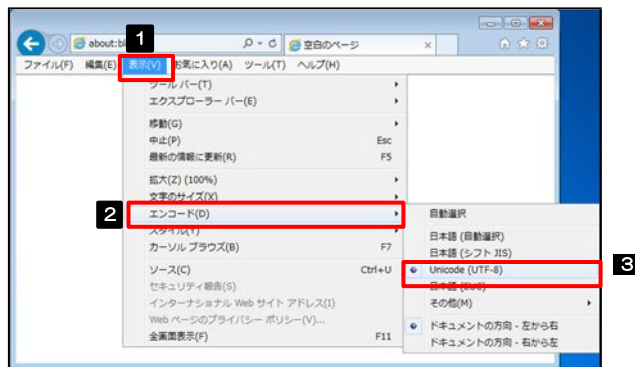 1
about:bl
空白のページ
ファイル(F) 編集(E) 表示(V) お気に入り(A) ツール(T) ヘルプ(H)
ツール バー(T)
エクスプローラー バー(E)
移動(G)
中止(P) Esc
最新の情報に更新(R) F5
拡大(Z) (100%)
文字のサイズ(X)
2
エンコード(D)
スタイル(Y)
カーソル ブラウズ(B) F7
ソース(C) Ctrl+U
セキュリティ報告(S)
インターナショナル Web サイト アドレス(I)
Web ページのプライバシー ポリシー(V)...
全画面表示(F) F11
自動選択
日本語 (自動選択)
日本語 (シフト JIS)
3
Unicode (UTF-8)
日本語 (EUC)
その他(M)
ドキュメントの方向 - 左から右
ドキュメントの方向 - 右から左